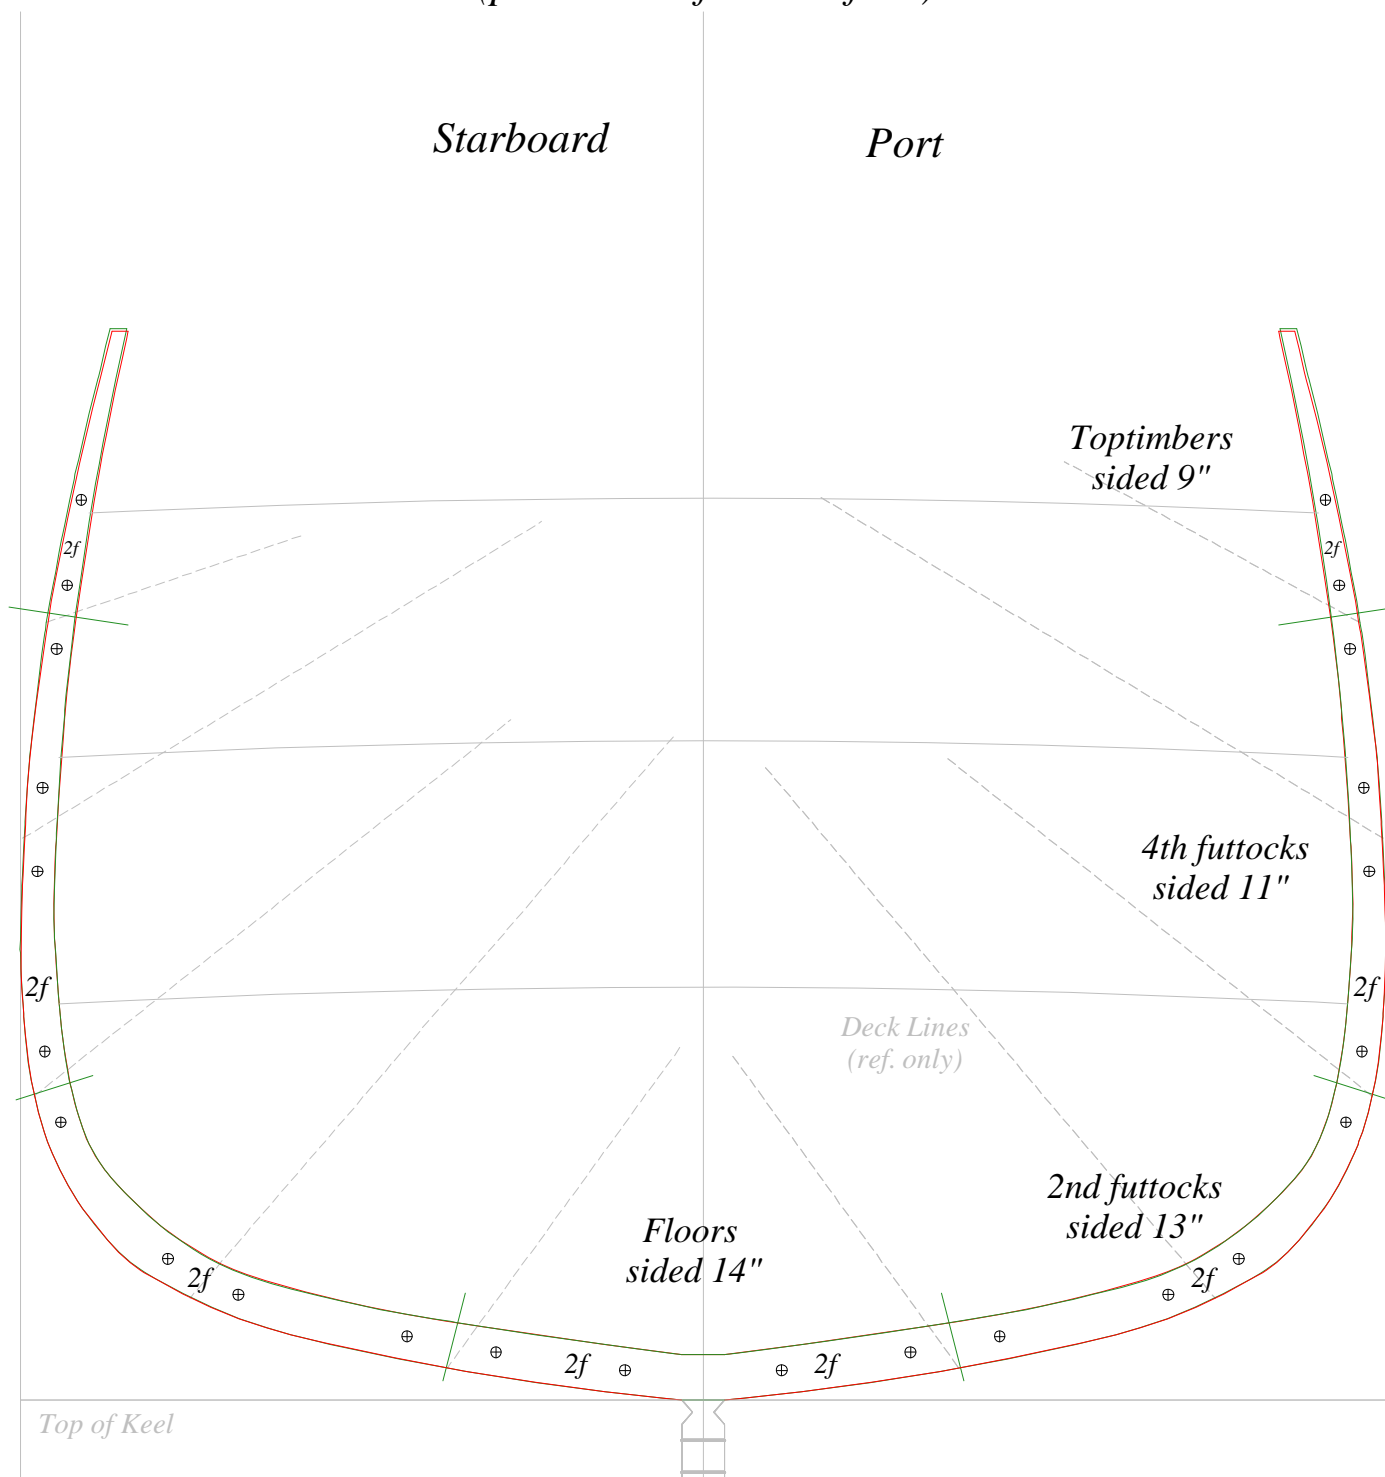 Starboard
Port
Toptimbers
sided 9"
2f
2f
4th futtocks
sided 11"
2f
2f
Deck Lines
(ref. only)
2nd futtocks
sided 13"
Floors
sided 14"
2f
2f
2f
2f
Top of Keel